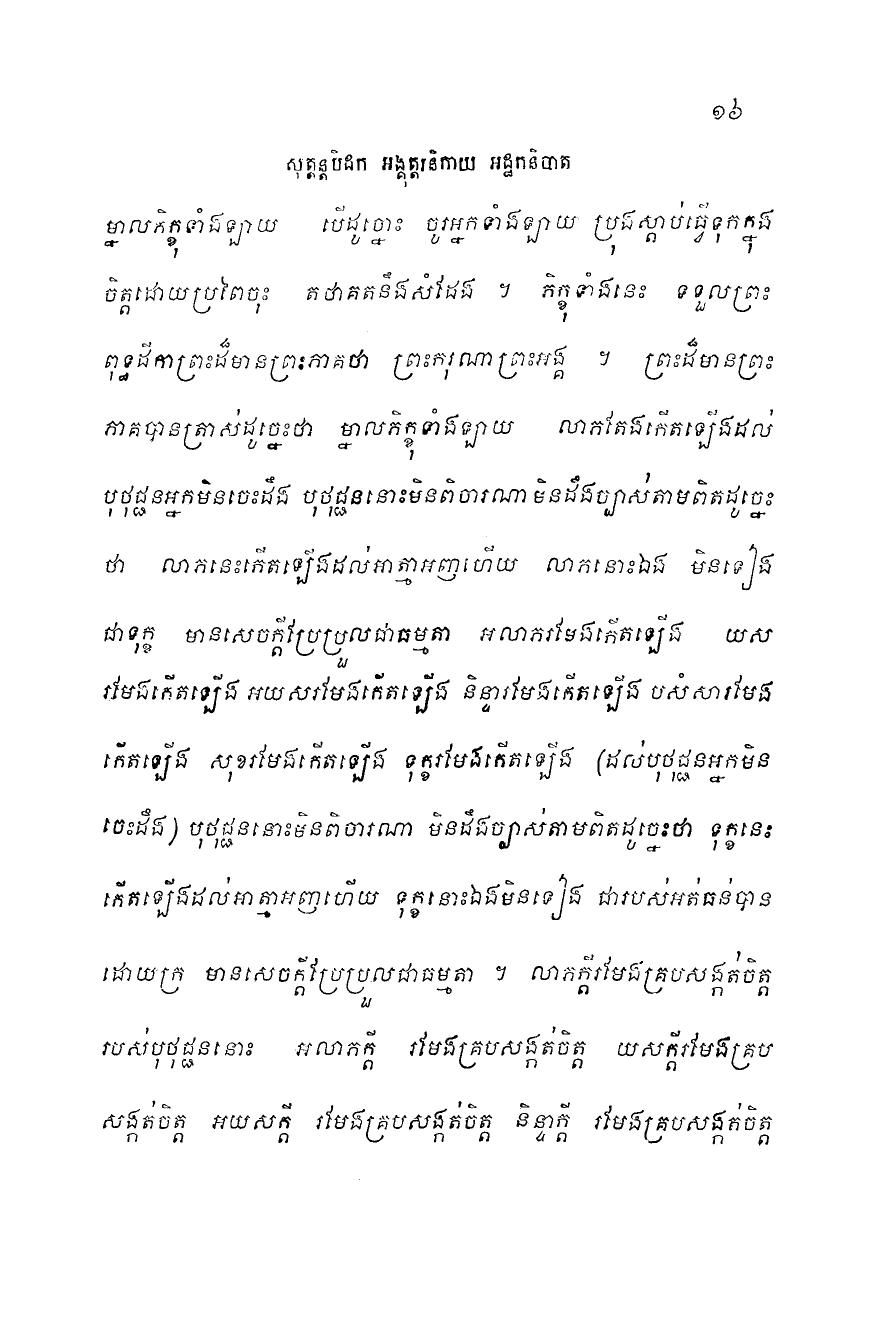 ១៦
សុត្តន្តបិដក អង្គុត្តរនិកាយ អដ្ឋកនិបាត
ម្នាលភិក្ខុទាំងឡាយ បើដូច្នោះ ចូរអ្នកទាំងឡាយ ប្រុងស្តាប់ធ្វើទុកក្នុង
ចិត្តដោយប្រពៃចុះ តថាគតនឹងសំដែង ។ ភិក្ខុទាំងនេះ ទទួលព្រះ
ពុទ្ធដីកាព្រះដ៏មានព្រះភាគថា ព្រះករុណាព្រះអង្គ ។ ព្រះដ៏មានព្រះ
ភាគបានត្រាស់ដូច្នេះថា ម្នាលភិក្ខុទាំងឡាយ លាភតែងកើតឡើងដល់
បុថុជ្ជនអ្នកមិនចេះដឹង បុថុជ្ជននោះមិនពិចារណា មិនដឹងច្បាស់តាមពិតដូច្នេះ
ថា លាភនេះកើតឡើងដល់អាត្មាអញហើយ លាភនោះឯង មិនទៀង
ជាទុក្ខ មានសេចក្តីប្រែប្រួលជាធម្មតា អលាភរមែងកើតឡើង យស
រមែងកើតឡើង អយសរមែងកើតឡើង និន្ទារមែងកើតឡើង បសំសារមែង
កើតឡើង សុខរមែងកើតឡើង ទុក្ខរមែងកើតឡើង (ដល់បុថុជ្ជនអ្នកមិន
ចេះដឹង) បុថុជ្ជននោះមិនពិចារណា មិនដឹងច្បាស់តាមពិតដូច្នេះថា ទុក្ខនេះ
កើតឡើងដល់អាត្មាអញហើយ ទុក្ខនោះឯងមិនទៀង ជារបស់អត់ធន់បាន
ដោយក្រ មានសេចក្តីប្រែប្រួលជាធម្មតា ។ លាភក្តីរមែងគ្របសង្កត់ចិត្ត
របស់បុថុជ្ជននោះ អលាភក្តី រមែងគ្របសង្កត់ចិត្ត យសក្តីរមែងគ្រប
សង្កត់ចិត្ត អយសក្តី រមែងគ្របសង្កត់ចិត្ត និន្ទាក្តី រមែងគ្របសង្កត់ចិត្ត